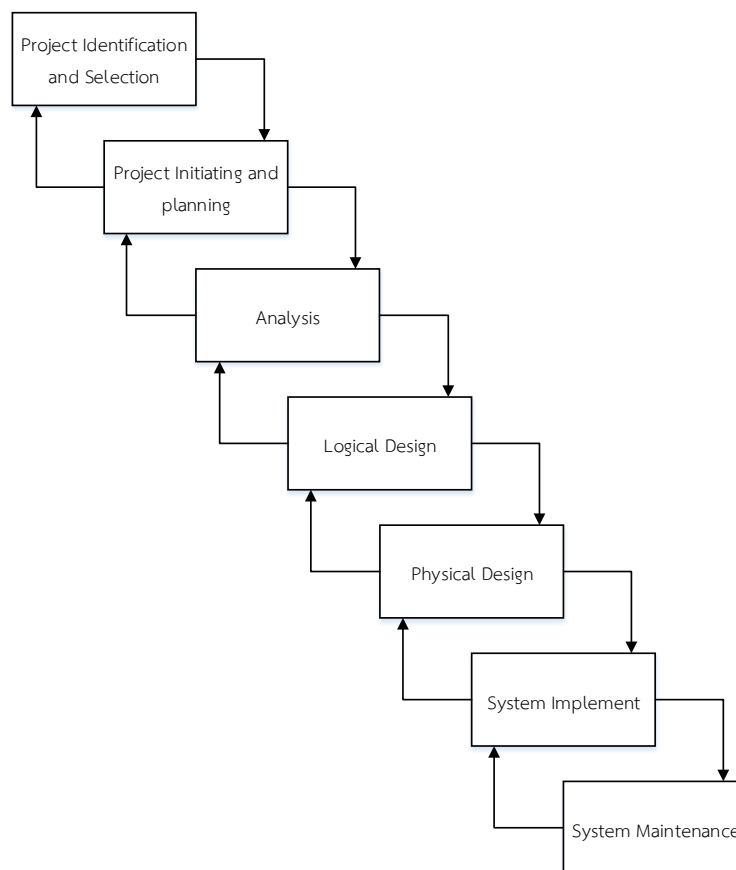 Project Identification
and Selection
Project Initiating and
planning
Analysis
Logical Design
Physical Design
System Implement
System Maintenance